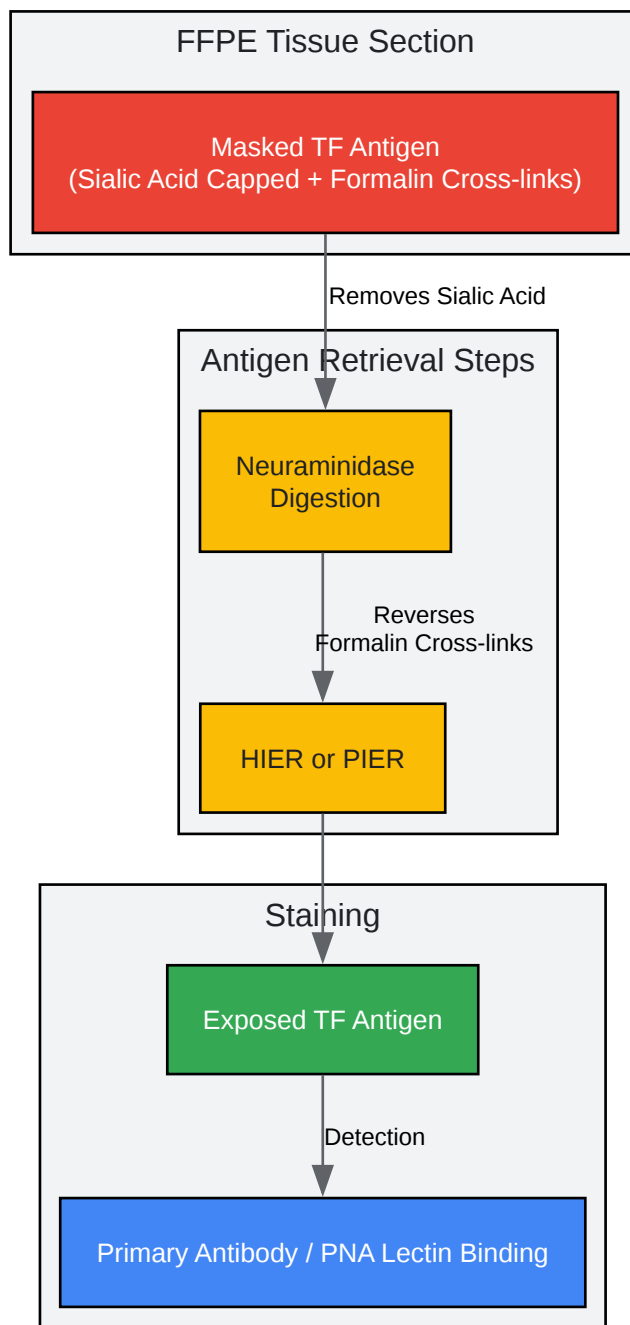 FFPE Tissue Section
Masked TF Antigen
(Sialic Acid Capped + Formalin Cross-links)
Removes Sialic Acid
Antigen Retrieval Steps
Neuraminidase
Digestion
Reverses
Formalin Cross-links
HIER or PIER
Staining
Exposed TF Antigen
Detection
Primary Antibody / PNA Lectin Binding